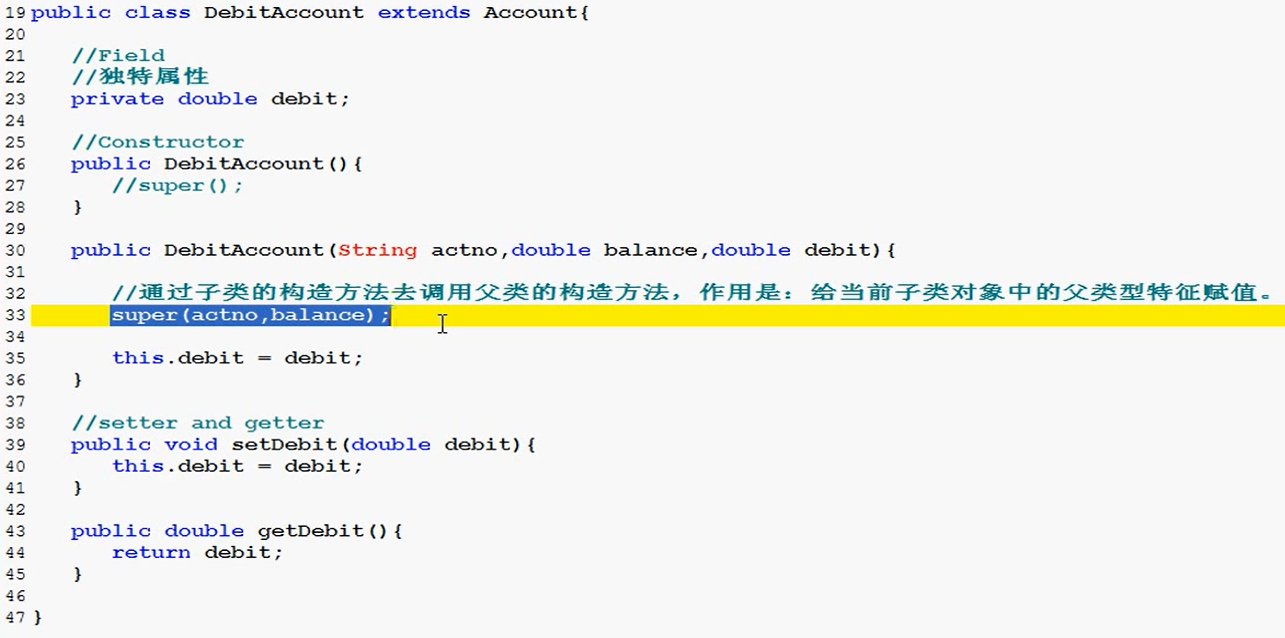 19 public class DebitAccount extends Account{
20
21 //Field
22 //独特属性
23 private double debit;
24
25 //Constructor
26 public DebitAccount(){
27 //super();
28 }
29
30 public DebitAccount(String actno,double balance,double debit){
31
32 //通过子类的构造方法去调用父类的构造方法，作用是：给当前子类对象中的父类型特征赋值。
33 super(actno,balance);
34
35 this.debit = debit;
36 }
37
38 //setter and getter
39 public void setDebit(double debit){
40 this.debit = debit;
41 }
42
43 public double getDebit(){
44 return debit;
45 }
46
47 }